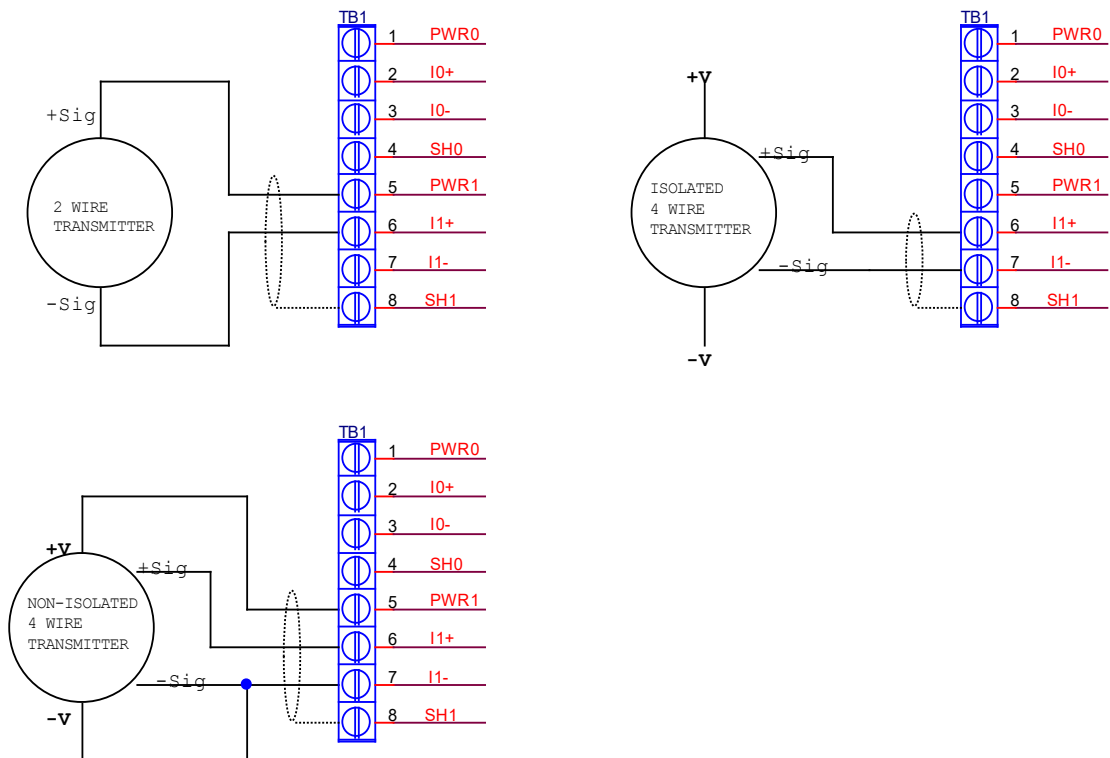 TB1
1 PWR0
2 I0+
3 I0-
4 SH0
5 PWR1
6 I1+
7 I1-
8 SH1
+Sig
2 WIRE
TRANSMITTER
-Sig
TB1
1 PWR0
2 I0+
3 I0-
4 SH0
5 PWR1
6 I1+
7 I1-
8 SH1
+V
+Sig
ISOLATED
4 WIRE
TRANSMITTER
-Sig
-V
TB1
1 PWR0
2 I0+
3 I0-
4 SH0
5 PWR1
6 I1+
7 I1-
8 SH1
+V
+Sig
NON-ISOLATED
4 WIRE
TRANSMITTER
-Sig
-V